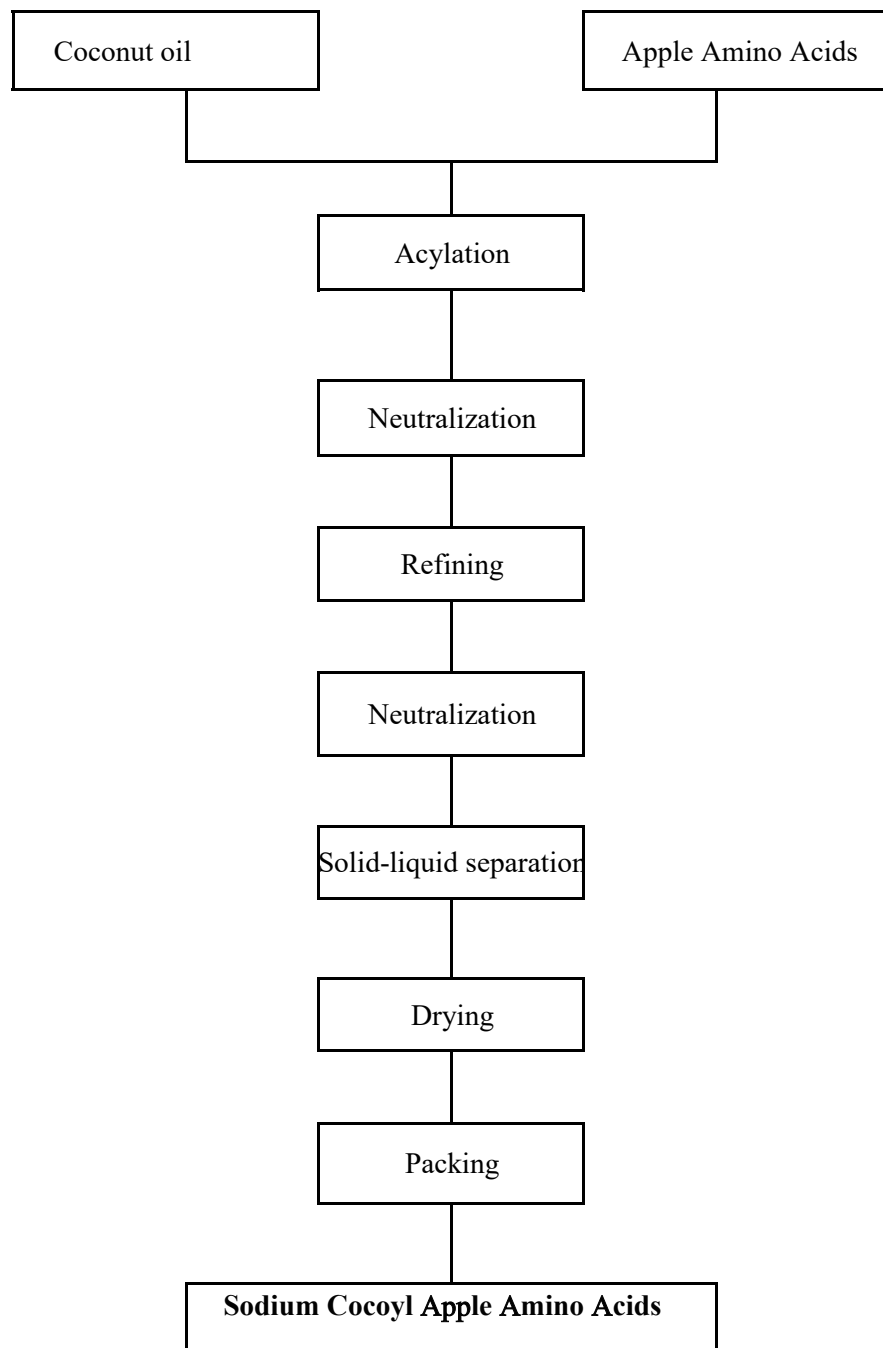 Coconut oil
Apple Amino Acids
Acylation
Neutralization
Refining
Neutralization
Solid-liquid separation
Drying
Packing
Sodium Cocoyl Apple Amino Acids